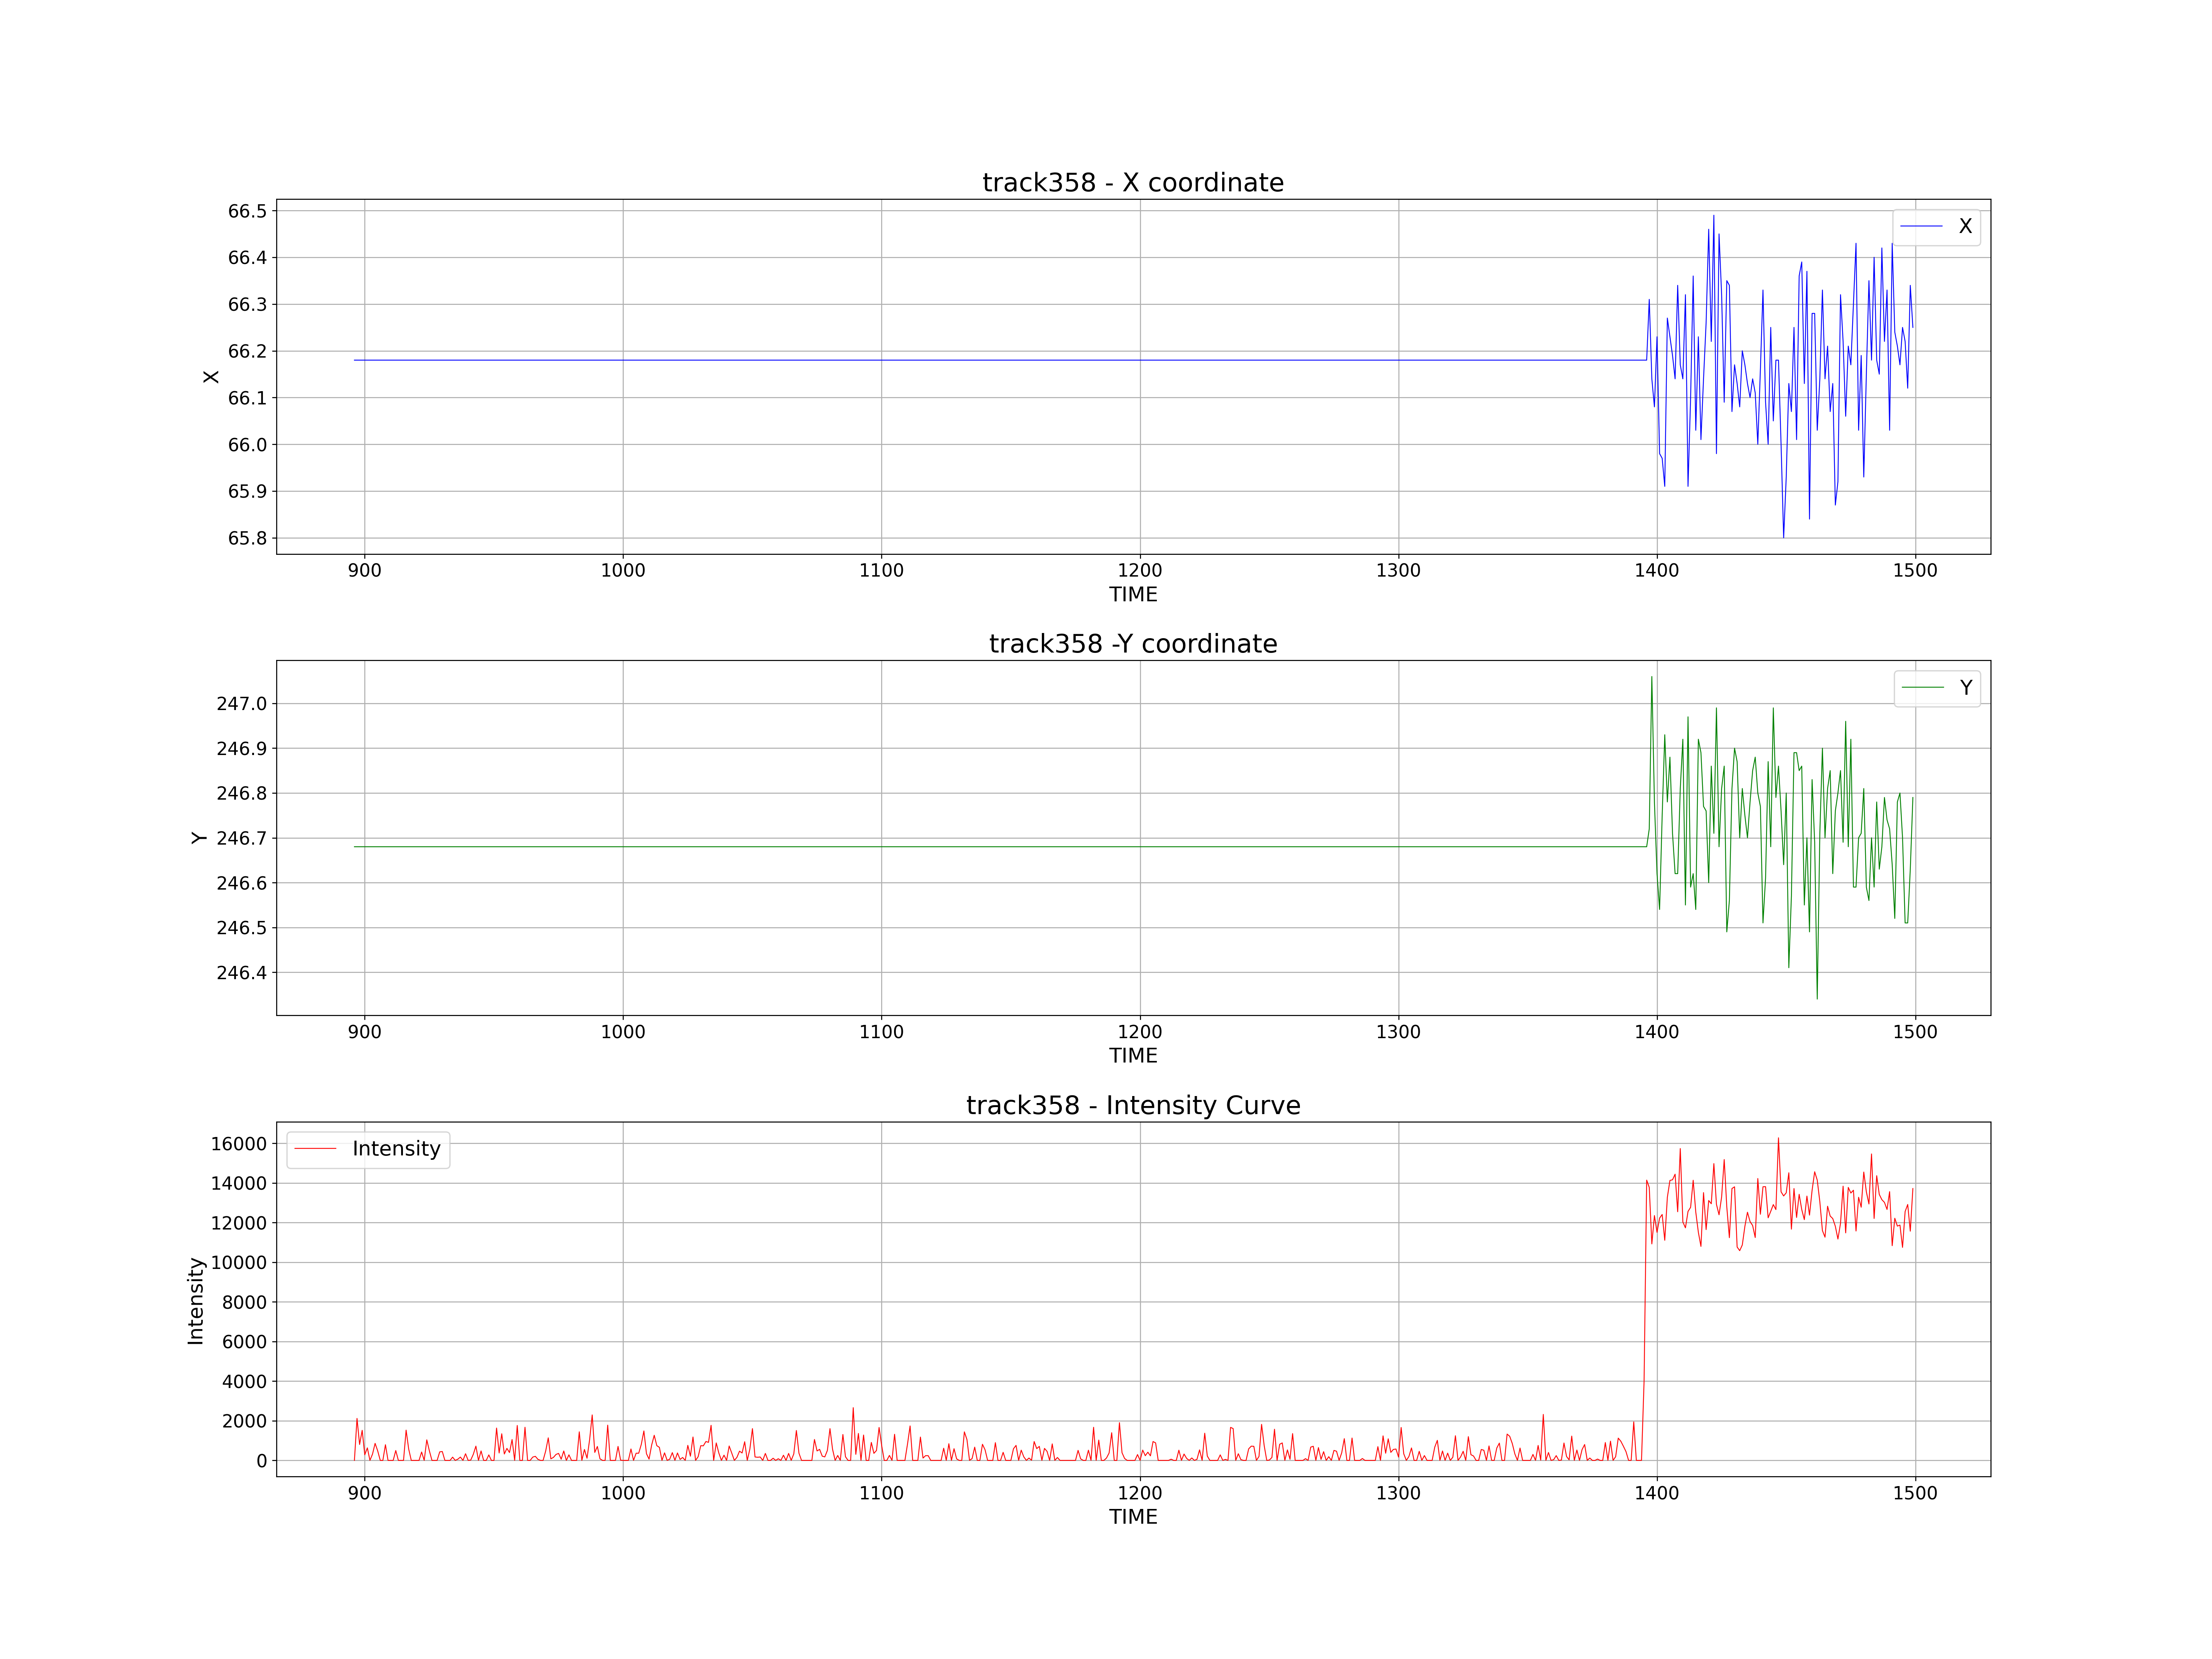 track358 - X coordinate
X
66.5
66.4
66.3
66.2
66.1
66.0
65.9
65.8
X
900 1000 1100 1200 1300 1400 1500
TIME
track358 -Y coordinate
Y
247.0
246.9
246.8
246.7
246.6
246.5
246.4
Y
900 1000 1100 1200 1300 1400 1500
TIME
track358 - Intensity Curve
Intensity
16000
14000
12000
10000
8000
6000
4000
2000
0
Intensity
900 1000 1100 1200 1300 1400 1500
TIME